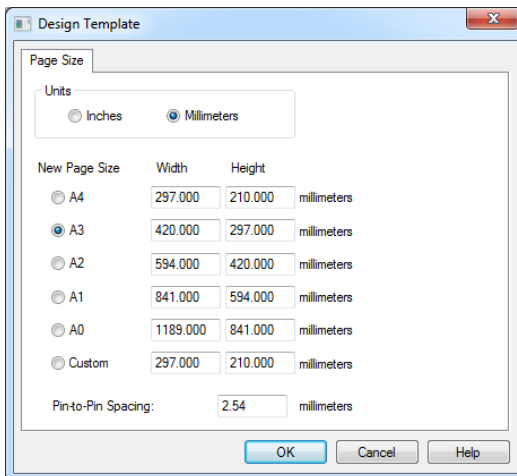 Design Template
Page Size
Units
Inches Millimeters
New Page Size Width Height
A4 297.000 210.000 millimeters
A3 420.000 297.000 millimeters
A2 594.000 420.000 millimeters
A1 841.000 594.000 millimeters
A0 1189.000 841.000 millimeters
Custom 297.000 210.000 millimeters
Pin-to-Pin Spacing: 2.54 millimeters
OK Cancel Help